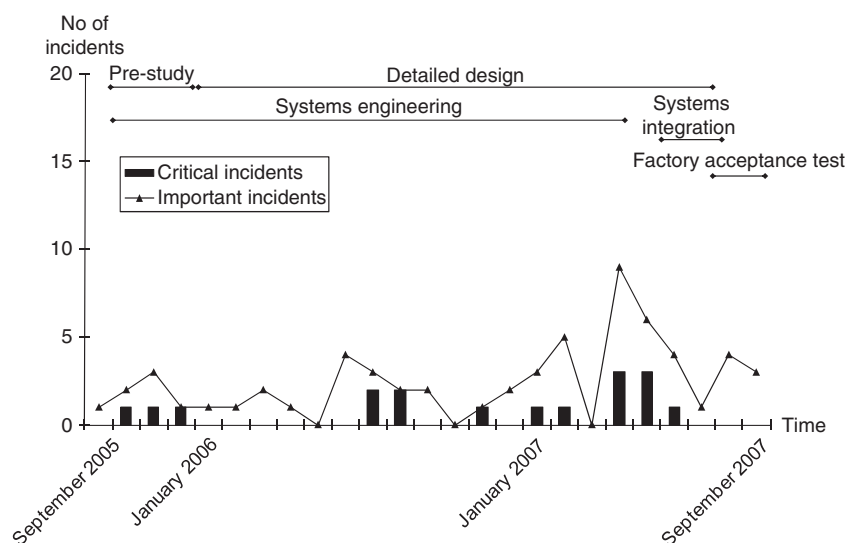 No of
incidents
20
15
10
5
0
Pre-study
Detailed design
Systems engineering
Systems
integration
Factory acceptance test
Critical incidents
Important incidents
Time
September 2005
January 2006
January 2007
September 2007